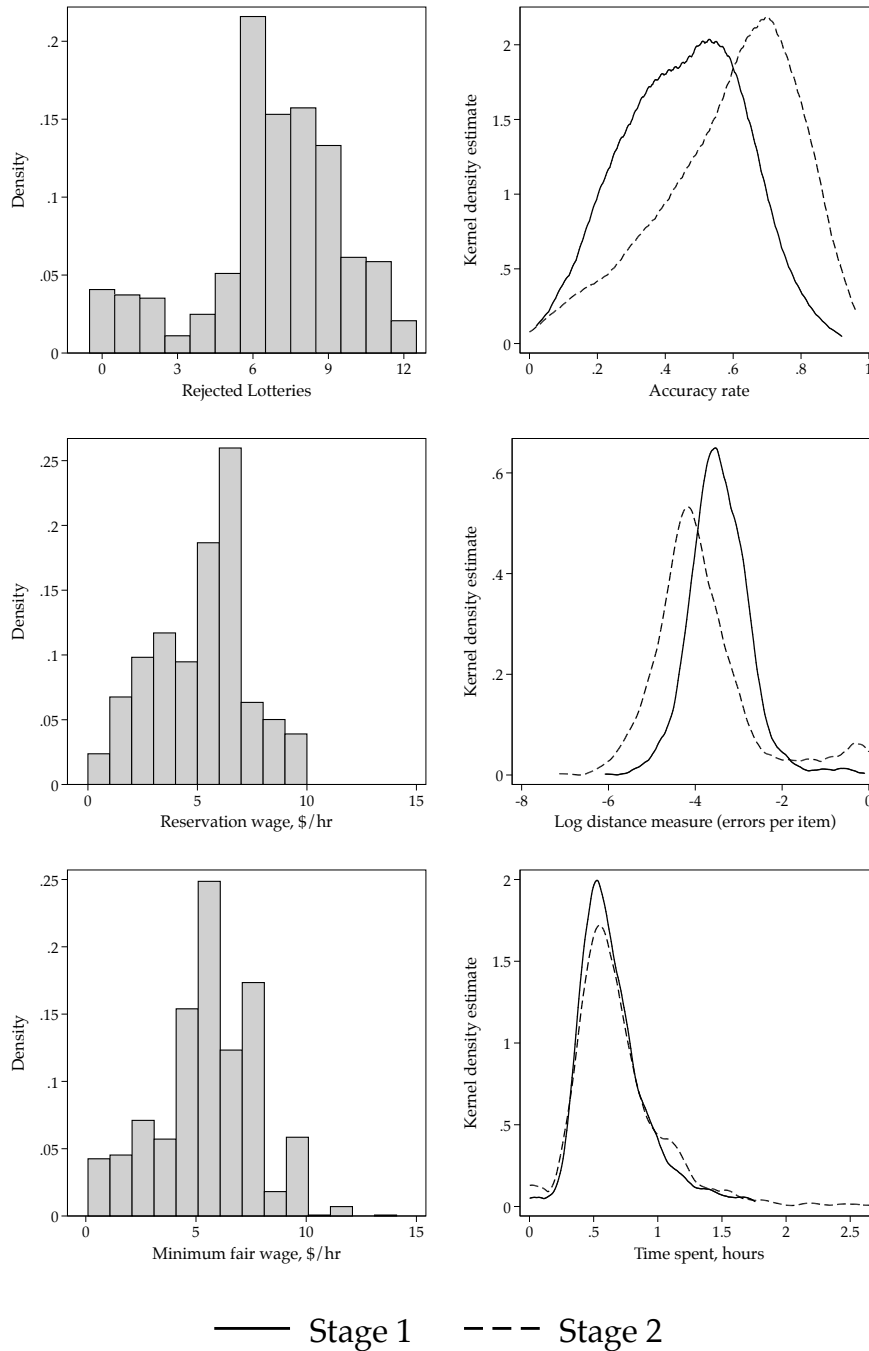 .2
.15
.1
.05
0
Density
0 3 6 9 12
Rejected Lotteries
2
1.5
1
.5
0
Kernel density estimate
0 .2 .4 .6 .8 1
Accuracy rate
.25
.2
.15
.1
.05
0
Density
0 5 10 15
Reservation wage, $/hr
.6
.4
.2
0
Kernel density estimate
-8 -6 -4 -2 0
Log distance measure (errors per item)
.25
.2
.15
.1
.05
0
Density
0 5 10 15
Minimum fair wage, $/hr
2
1.5
1
.5
0
Kernel density estimate
0 .5 1 1.5 2 2.5
Time spent, hours
Stage 1 Stage 2